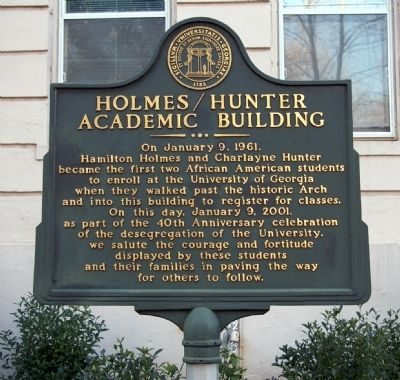 SIGILLVM UNIVERSITATIS GEORGIAE
1785
HOLMES/HUNTER
ACADEMIC BUILDING
On January 9, 1961,
Hamilton Holmes and Charlayne Hunter
became the first two African American students
to enroll at the University of Georgia
when they walked past the historic Arch
and into this building to register for classes.
On this day, January 9, 2001,
as part of the 40th Anniversary celebration
of the desegregation of the University,
we salute the courage and fortitude
displayed by these students
and their families in paving the way
for others to follow.